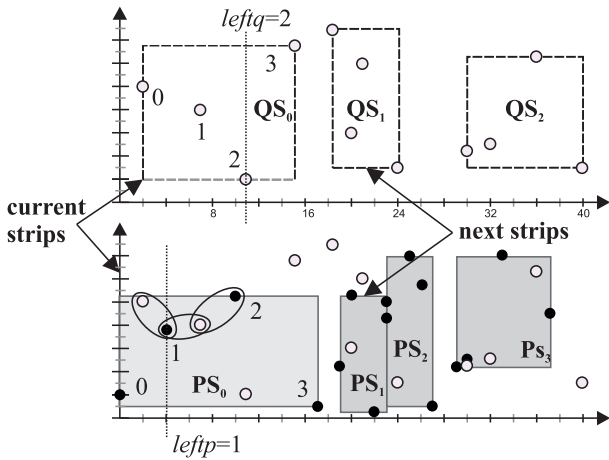 leftq=2
3
0
QS0
QS1
QS2
1
2
current
strips
8 16 24 32 40
next strips
2
1
0
PS0
3
PS1
PS2
Ps3
leftp=1